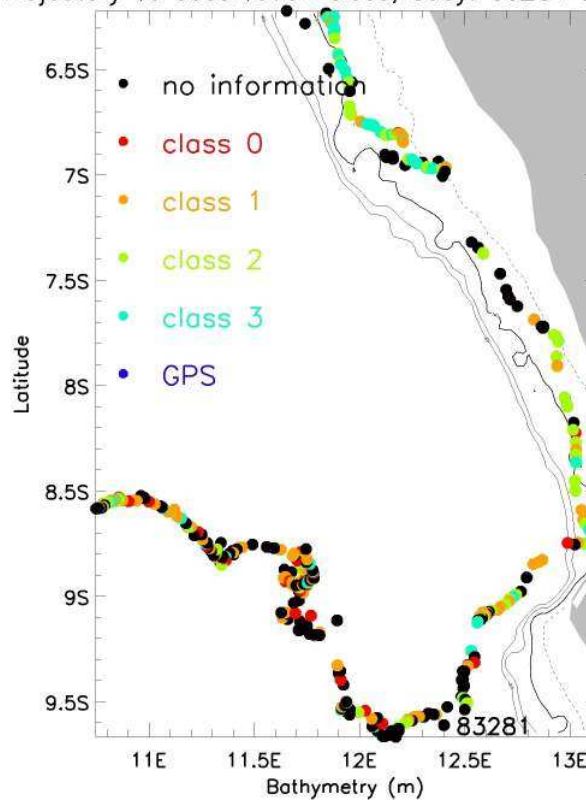 6.5S
no information
class 0
7S
class 1
class 2
7.5S
class 3
GPS
8S
Latitude
8.5S
9S
9.5S
83281
11E 11.5E 12E 12.5E 13E
Bathymetry (m)